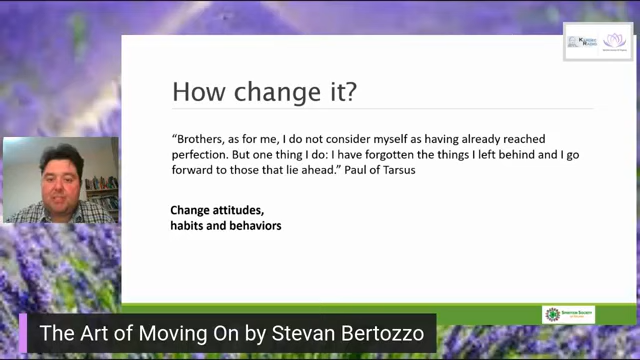 How change it?
“Brothers, as for me, I do not consider myself as having already reached
perfection. But one thing I do: I have forgotten the things I left behind and I go
forward to those that lie ahead.” Paul of Tarsus
Change attitudes,
habits and behaviors
The Art of Moving On by Stevan Bertozzo